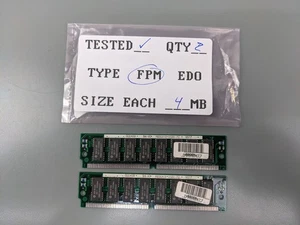 TESTED ✓ QTY 2
TYPE FPM EDO
SIZE EACH 4 MB